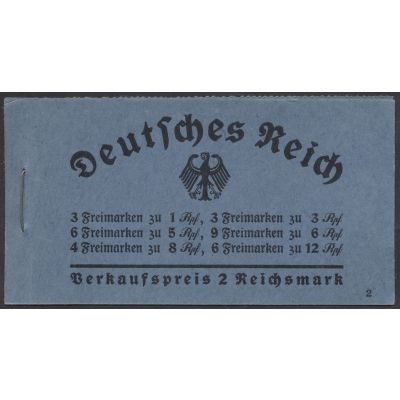 Deutsches Reich
3 Freimarken zu 1 Rpf, 3 Freimarken zu 3 Rpf
6 Freimarken zu 5 Rpf, 9 Freimarken zu 6 Rpf
4 Freimarken zu 8 Rpf, 6 Freimarken zu 12 Rpf
Verkaufspreis 2 Reichsmark
2